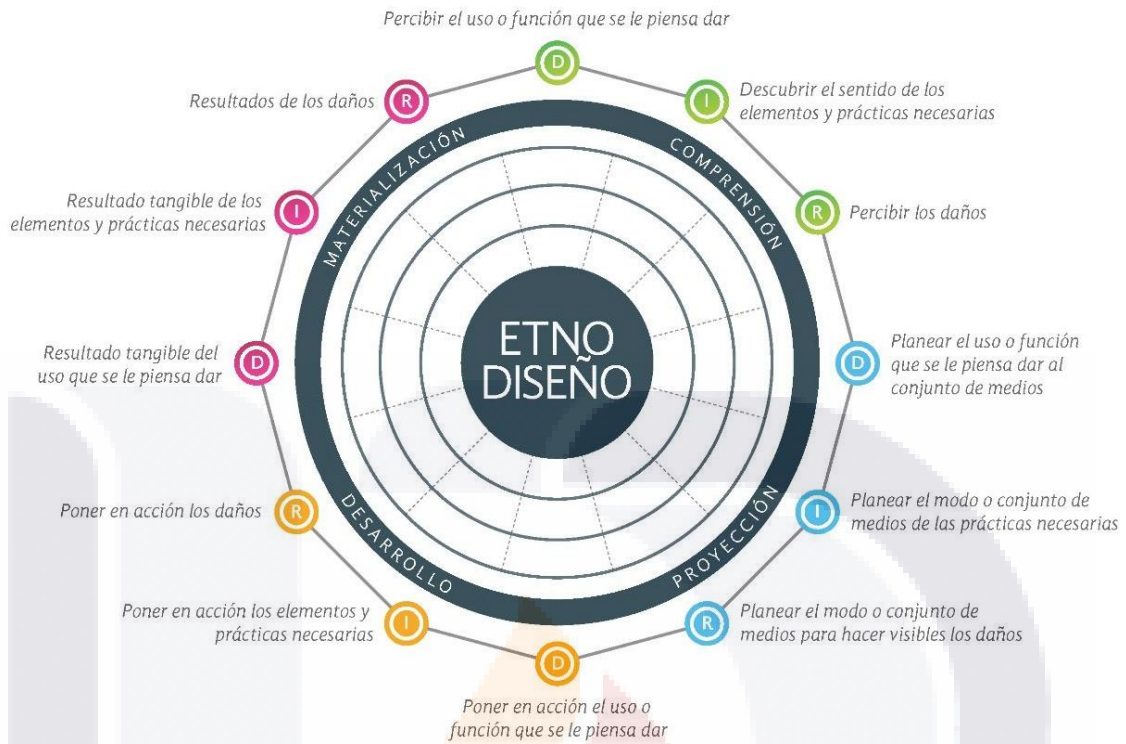 Percibir el uso o función que se le piensa dar
D
I
Descubrir el sentido de los
elementos y prácticas necesarias
R
Percibir los daños
D
Planear el uso o función
que se le piensa dar al
conjunto de medios
I
Planear el modo o conjunto de
medios de las prácticas necesarias
R
Planear el modo o conjunto de
medios para hacer visibles los daños
D
Poner en acción el uso o
función que se le piensa dar
I
Poner en acción los elementos y
prácticas necesarias
R
Poner en acción los daños
D
Resultado tangible del
uso que se le piensa dar
I
Resultado tangible de los
elementos y prácticas necesarias
R
Resultados de los daños
COMPRENSIÓN
PROYECCIÓN
DESARROLLO
MATERIALIZACIÓN
ETNO
DISEÑO